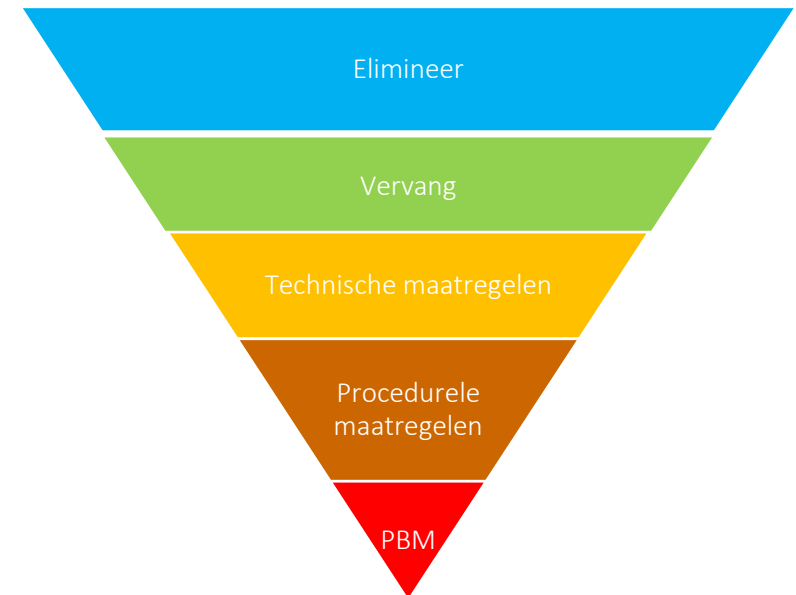 Elimineer
Vervang
Technische maatregelen
Procedurele
maatregelen
PBM